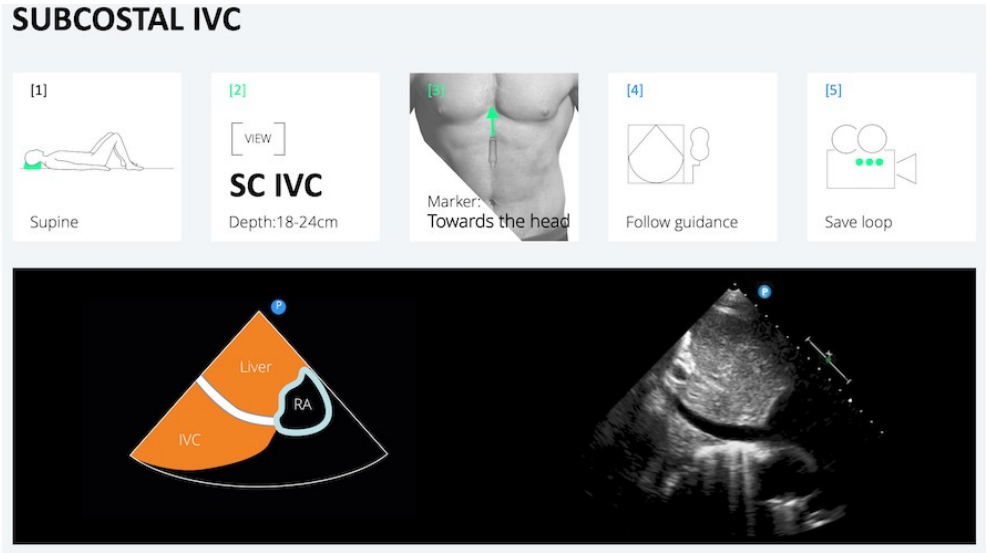 SUBCOSTAL IVC
[1]
Supine
[2]
VIEW
SC IVC
Depth:18-24cm
[3]
Marker:
Towards the head
[4]
Follow guidance
[5]
Save loop
P
Liver
RA
IVC
P